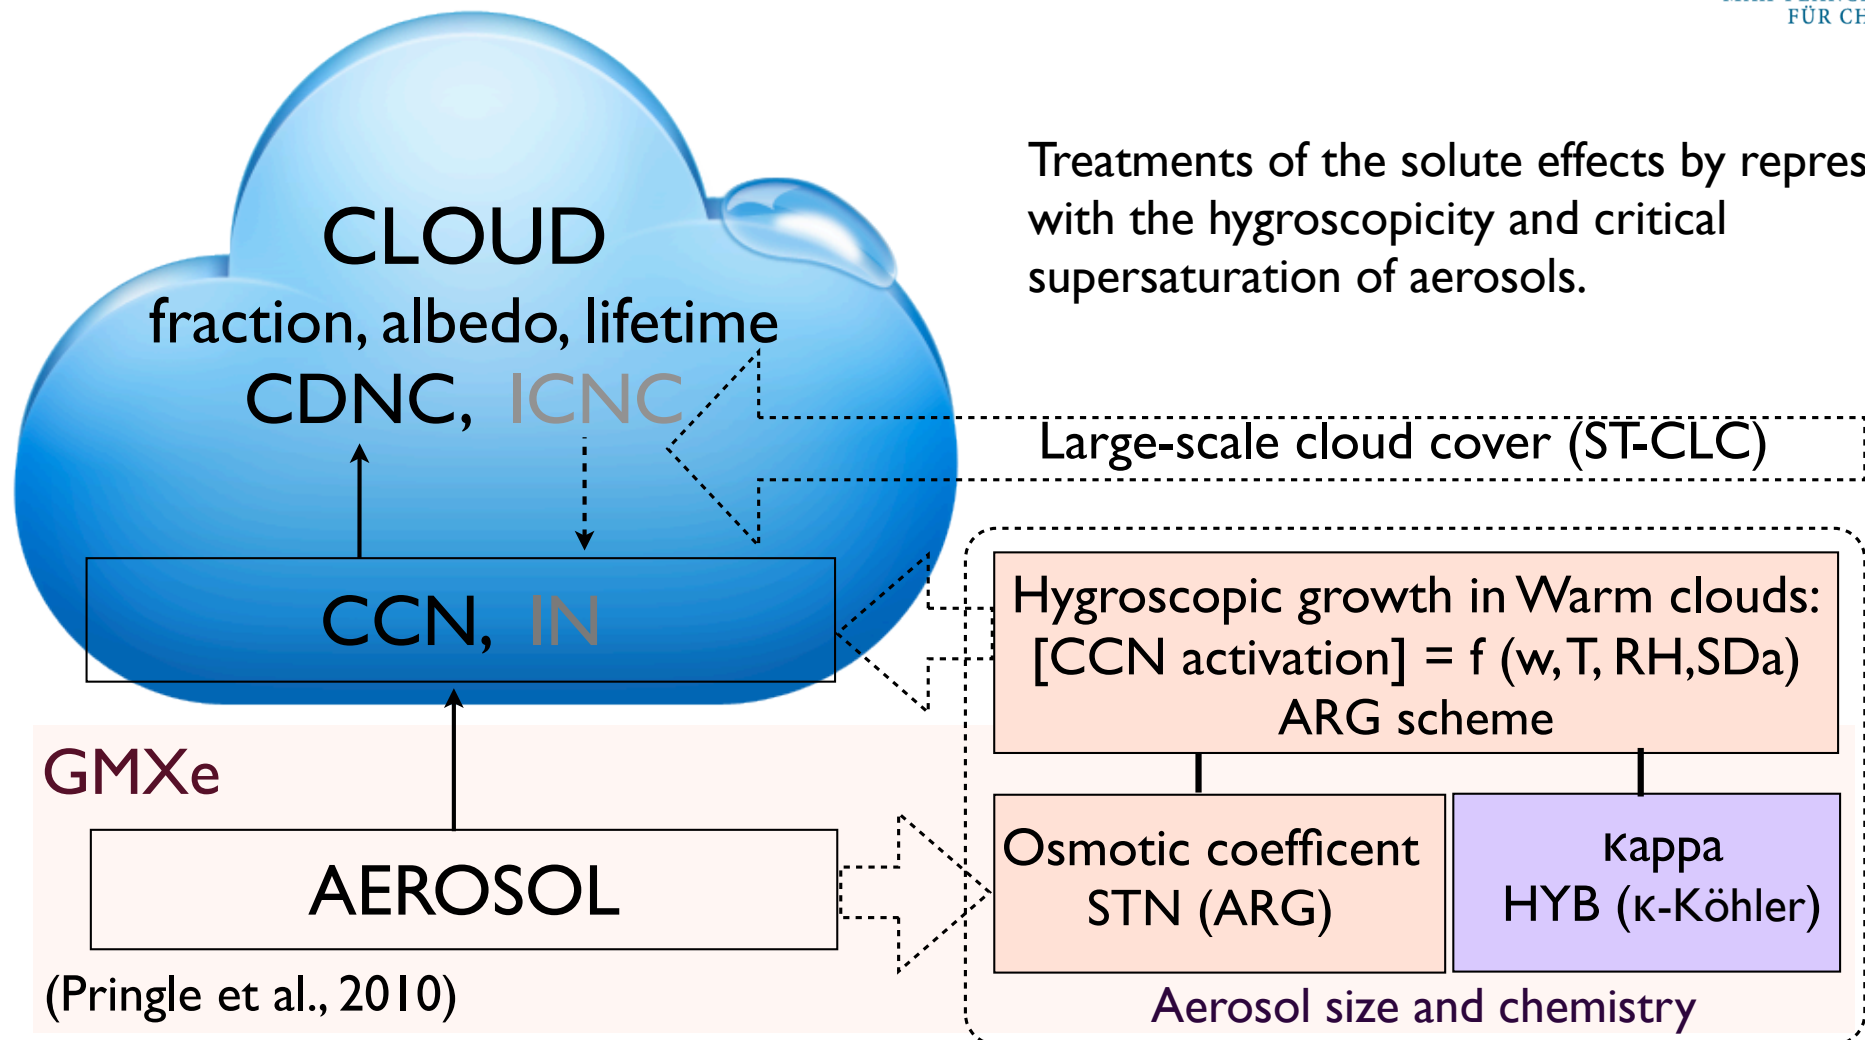 FÜR CH
Treatments of the solute effects by repres
with the hygroscopicity and critical
supersaturation of aerosols.
CLOUD
fraction, albedo, lifetime
CDNC, ICNC
Large-scale cloud cover (ST-CLC)
CCN, IN
Hygroscopic growth in Warm clouds:
[CCN activation] = f (w, T, RH,SDa)
ARG scheme
GMXe
AEROSOL
(Pringle et al., 2010)
Osmotic coefficent
STN (ARG)
κappa
HYB (κ-Köhler)
Aerosol size and chemistry